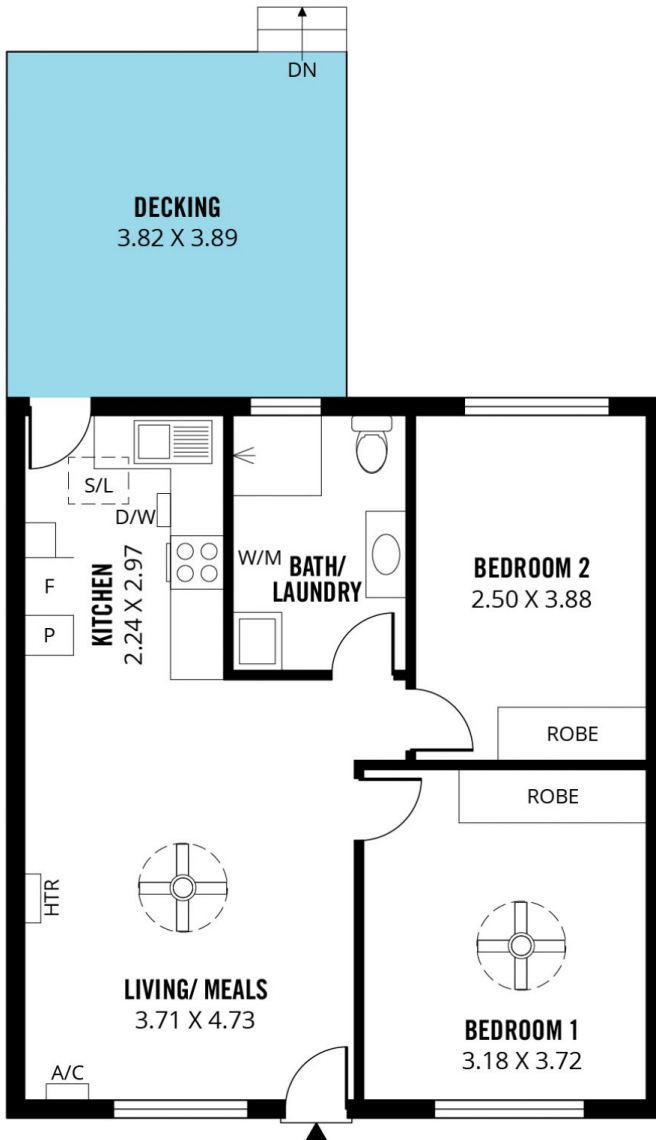 DN
DECKING
3.82 X 3.89
S/L
D/W
F
P
KITCHEN
2.24 X 2.97
W/M
BATH/
LAUNDRY
BEDROOM 2
2.50 X 3.88
ROBE
ROBE
HTR
LIVING/ MEALS
3.71 X 4.73
BEDROOM 1
3.18 X 3.72
A/C